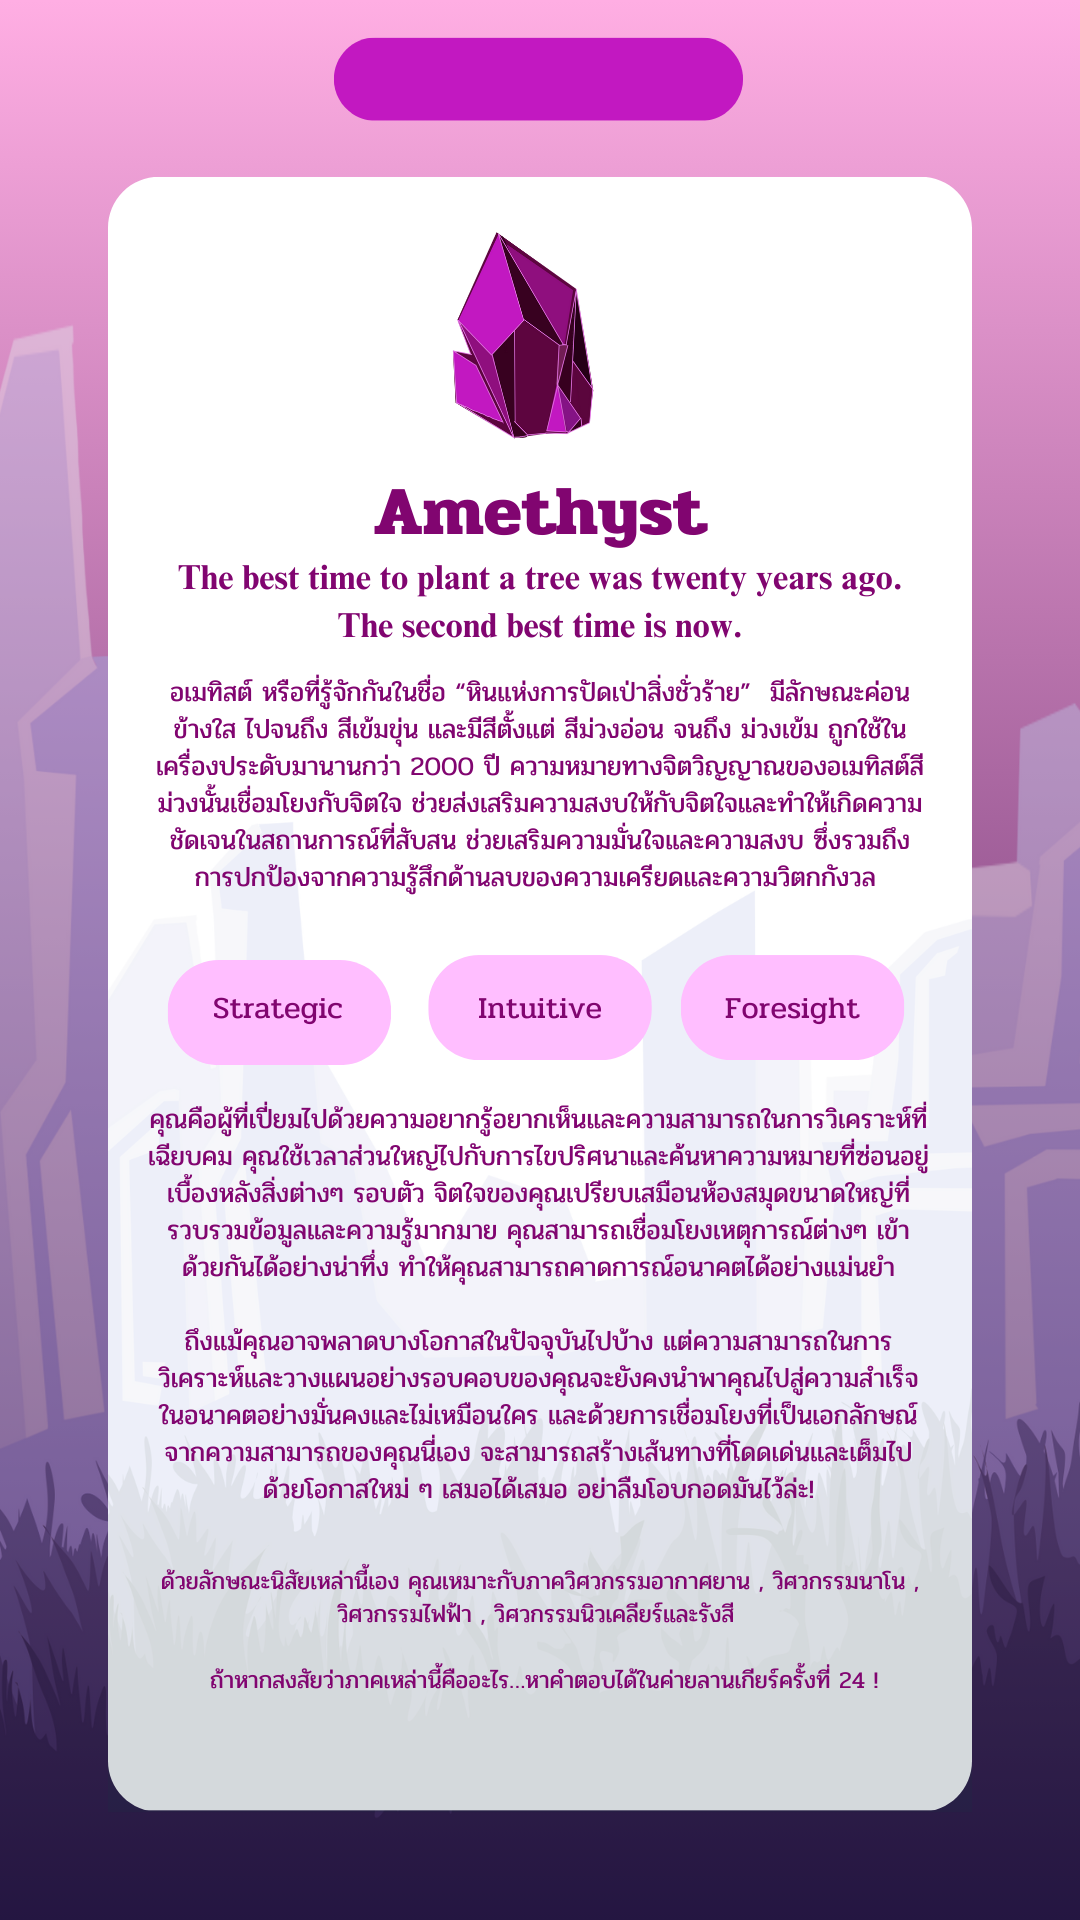 Amethyst
The best time to plant a tree was twenty years ago.
The second best time is now.
อเมทิสต์ หรือที่รู้จักกันในชื่อ “หินแห่งการปัดเป่าสิ่งชั่วร้าย” มีลักษณะค่อน
ข้างใส ไปจนถึง สีเข้มขุ่น และมีสีตั้งแต่ สีม่วงอ่อน จนถึง ม่วงเข้ม ถูกใช้ใน
เครื่องประดับมานานกว่า 2000 ปี ความหมายทางจิตวิญญาณของอเมทิสต์สี
ม่วงนั้นเชื่อมโยงกับจิตใจ ช่วยส่งเสริมความสงบให้กับจิตใจและทำให้เกิดความ
ชัดเจนในสถานการณ์ที่สับสน ช่วยเสริมความมั่นใจและความสงบ ซึ่งรวมถึง
การปกป้องจากความรู้สึกด้านลบของความเครียดและความวิตกกังวล
Strategic Intuitive Foresight
คุณคือผู้ที่เปี่ยมไปด้วยความอยากรู้อยากเห็นและความสามารถในการวิเคราะห์ที่
เฉียบคม คุณใช้เวลาส่วนใหญ่ไปกับการไขปริศนาและค้นหาความหมายที่ซ่อนอยู่
เบื้องหลังสิ่งต่างๆ รอบตัว จิตใจของคุณเปรียบเสมือนห้องสมุดขนาดใหญ่ที่
รวบรวมข้อมูลและความรู้มากมาย คุณสามารถเชื่อมโยงเหตุการณ์ต่างๆ เข้า
ด้วยกันได้อย่างน่าทึ่ง ทำให้คุณสามารถคาดการณ์อนาคตได้อย่างแม่นยำ
ถึงแม้คุณอาจพลาดบางโอกาสในปัจจุบันไปบ้าง แต่ความสามารถในการ
วิเคราะห์และวางแผนอย่างรอบคอบของคุณจะยังคงนำพาคุณไปสู่ความสำเร็จ
ในอนาคตอย่างมั่นคงและไม่เหมือนใคร และด้วยการเชื่อมโยงที่เป็นเอกลักษณ์
จากความสามารถของคุณนี่เอง จะสามารถสร้างเส้นทางที่โดดเด่นและเต็มไป
ด้วยโอกาสใหม่ ๆ เสมอได้เสมอ อย่าลืมโอบกอดมันไว้ล่ะ!
ด้วยลักษณะนิสัยเหล่านี้เอง คุณเหมาะกับภาควิศวกรรมอากาศยาน , วิศวกรรมนาโน ,
วิศวกรรมไฟฟ้า , วิศวกรรมนิวเคลียร์และรังสี
ถ้าหากสงสัยว่าภาคเหล่านี้คืออะไร...หาคำตอบได้ในค่ายลานเกียร์ครั้งที่ 24 !